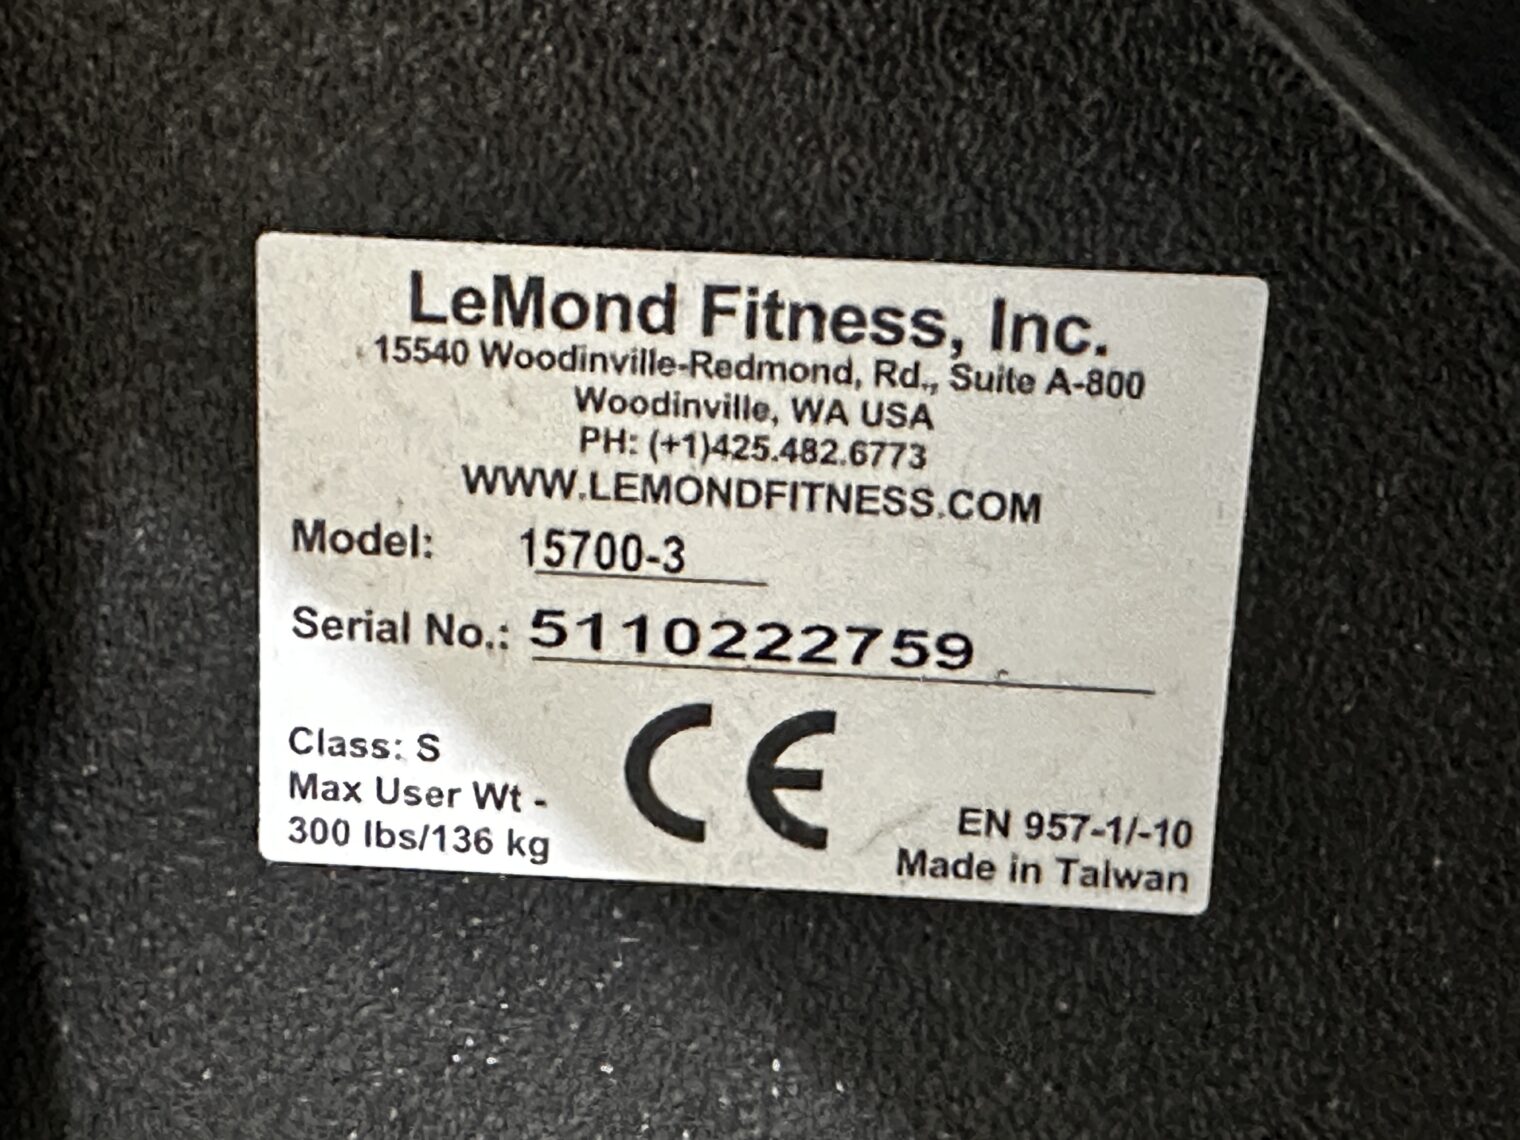 LeMond Fitness, Inc.
15540 Woodinville-Redmond, Rd., Suite A-800
Woodinville, WA USA
PH: (+1)425.482.6773
WWW.LEMONDFITNESS.COM
Model: 15700-3
Serial No.: 5110222759
Class: S
Max User Wt -
300 lbs/136 kg
CE
EN 957-1/-10
Made in Taiwan